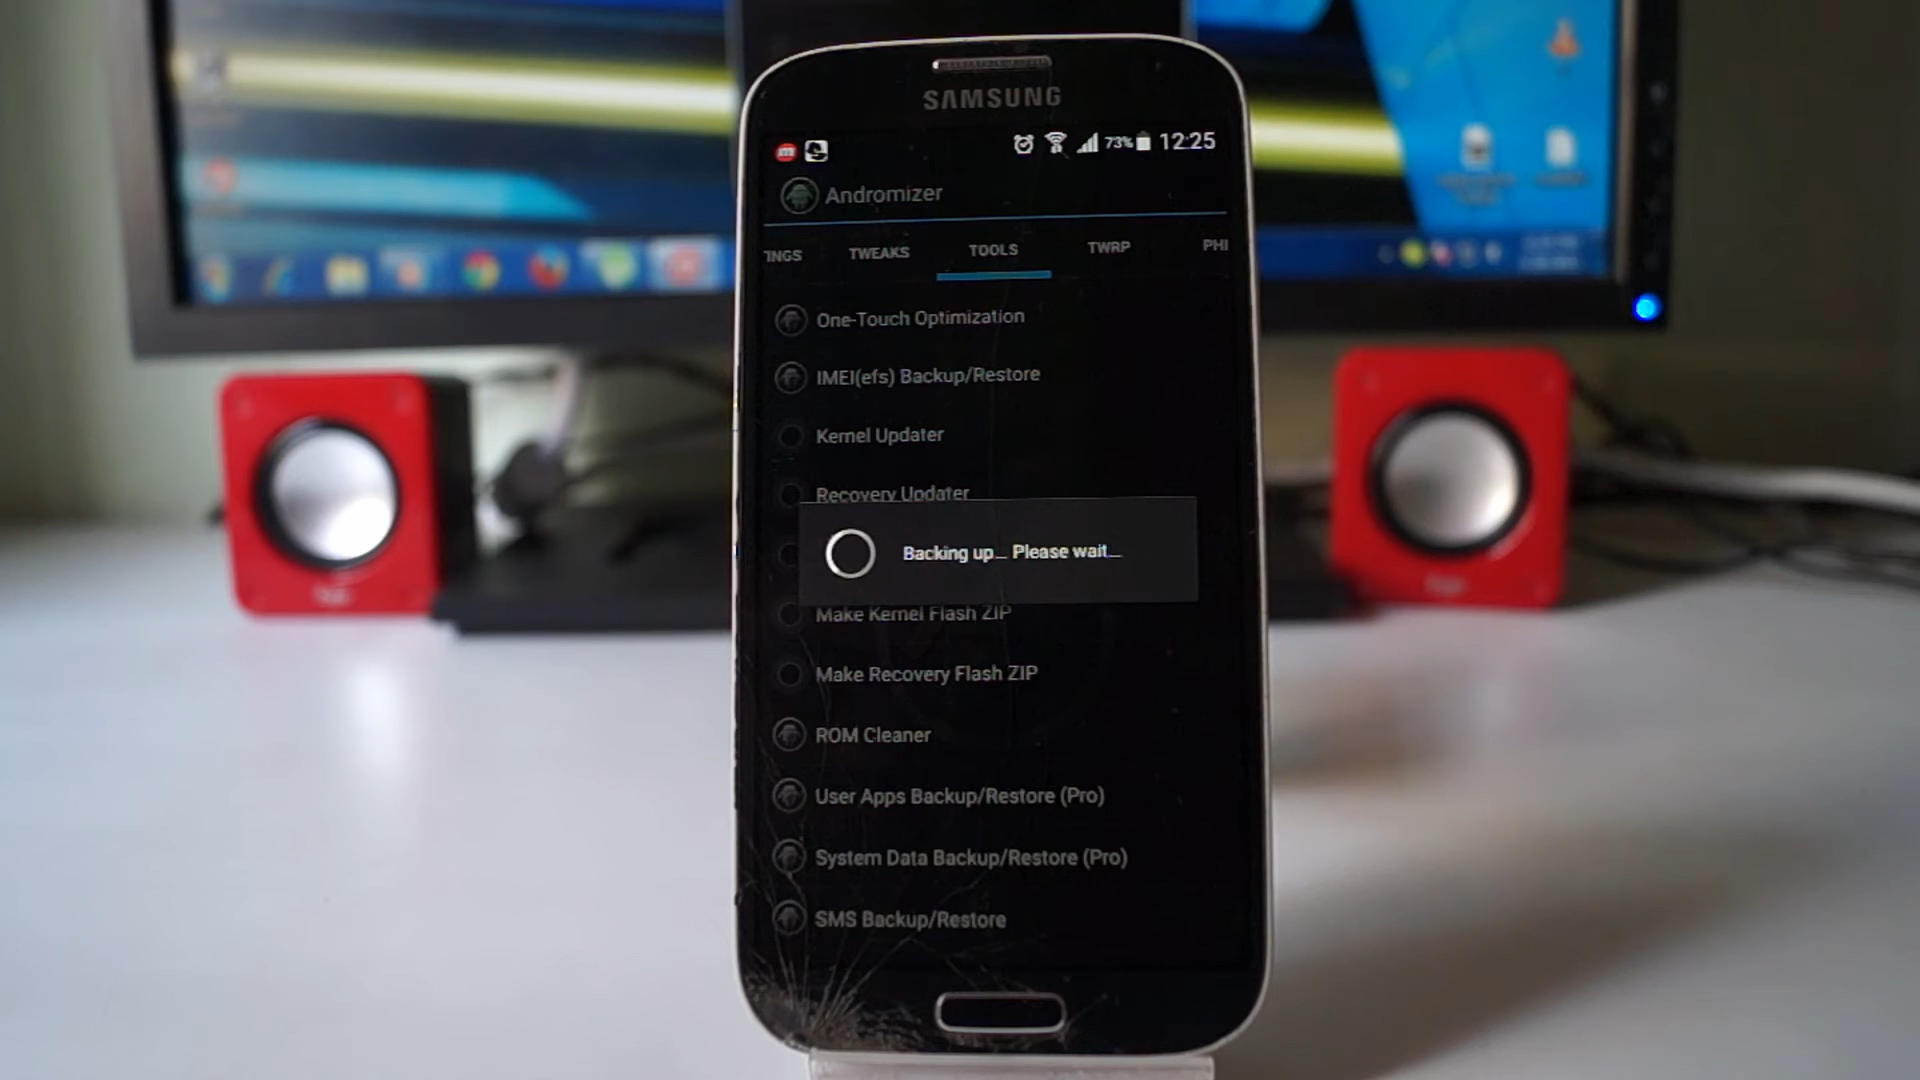 SAMSUNG
73% 12:25
Andromizer
INGS TWEAKS TOOLS TWRP PHI
One-Touch Optimization
IMEI(efs) Backup/Restore
Kernel Updater
Recovery Updater
Backing up... Please wait...
Make Kernel Flash ZIP
Make Recovery Flash ZIP
ROM Cleaner
User Apps Backup/Restore (Pro)
System Data Backup/Restore (Pro)
SMS Backup/Restore